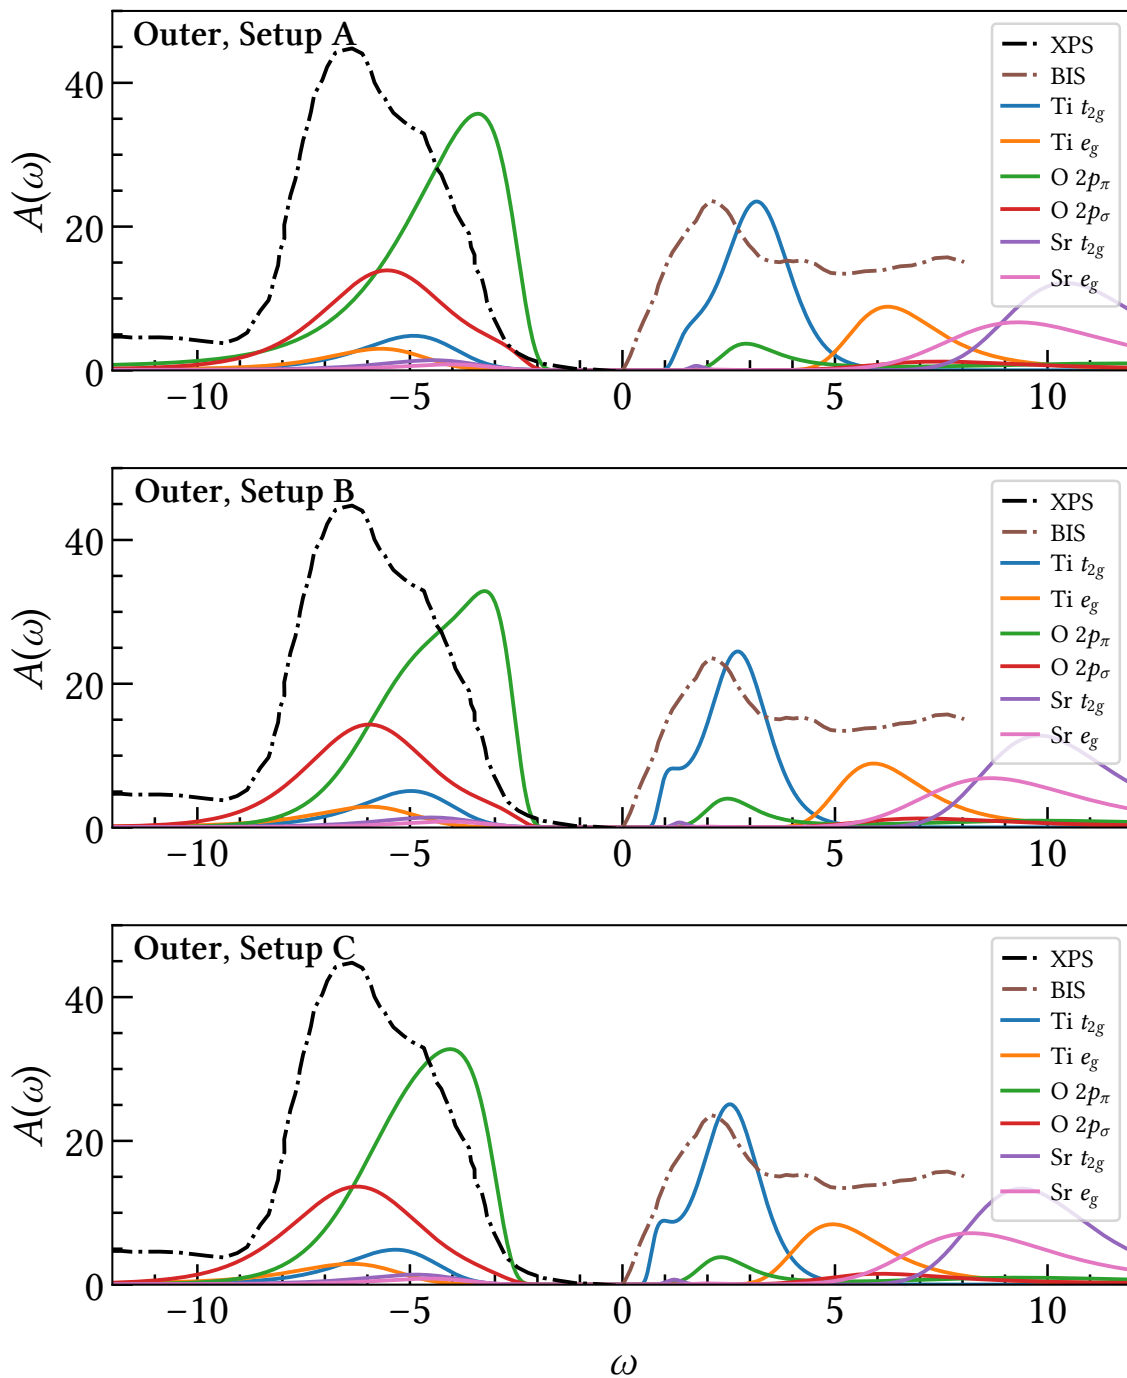 Outer, Setup A
A(ω)
40
20
0
−10
−5
0
5
10
XPS
BIS
Ti t2g
Ti eg
O 2pπ
O 2pσ
Sr t2g
Sr eg
Outer, Setup B
A(ω)
40
20
0
−10
−5
0
5
10
XPS
BIS
Ti t2g
Ti eg
O 2pπ
O 2pσ
Sr t2g
Sr eg
Outer, Setup C
A(ω)
40
20
0
−10
−5
0
5
10
XPS
BIS
Ti t2g
Ti eg
O 2pπ
O 2pσ
Sr t2g
Sr eg
ω